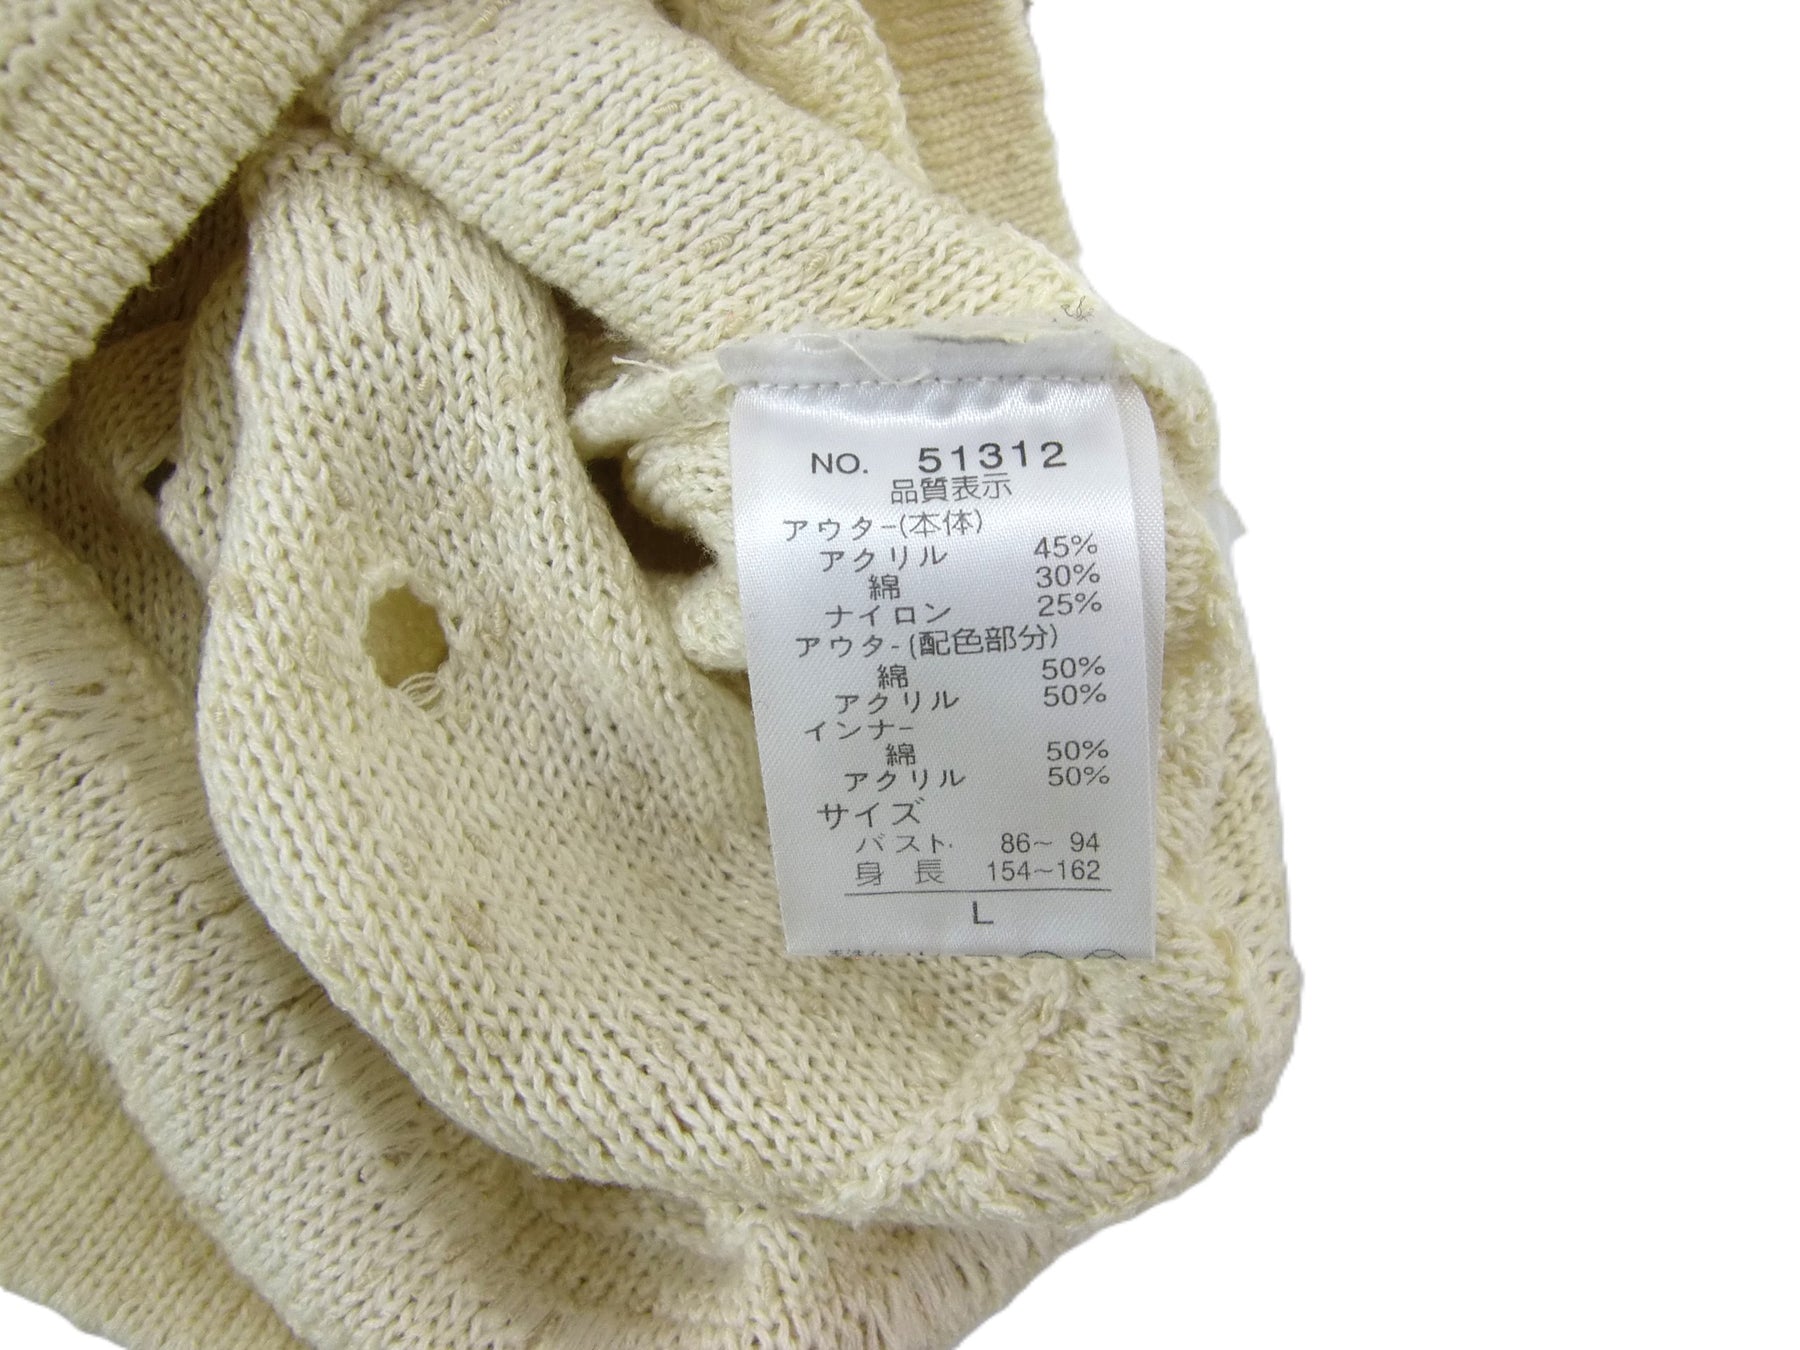 NO. 51312
品質表示
アウター(本体)
アクリル 45%
綿 30%
ナイロン 25%
アウター(配色部分)
綿 50%
アクリル 50%
インナー
綿 50%
アクリル 50%
サイズ
バスト 86~ 94
身長 154~162
L